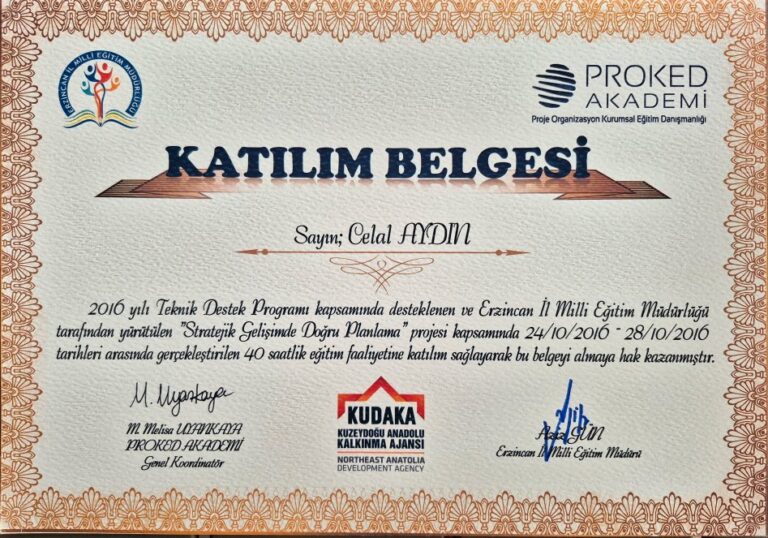 ERZİNCAN İL MİLLİ EĞİTİM MÜDÜRLÜĞÜ
PROKED
AKADEMİ
Proje Organizasyon Kurumsal Eğitim Danışmanlığı
KATILIM BELGESİ
Sayın; Celal AYDIN
2016 yılı Teknik Destek Programı kapsamında desteklenen ve Erzincan İl Milli Eğitim Müdürlüğü
tarafından yürütülen "Stratejik Gelişimde Doğru Planlama" projesi kapsamında 24/10/2016 - 28/10/2016
tarihleri arasında gerçekleştirilen 40 saatlik eğitim faaliyetine katılım sağlayarak bu belgeyi almaya hak kazanmıştır.
M. Melisa
PROKED AKADEMİ
Genel Koordinatör
KUDAKA
KUZEYDOĞU ANADOLU
KALKINMA AJANSI
NORTHEAST ANATOLIA
DEVELOPMENT AGENCY
Aziz GÜN
Erzincan İl Milli Eğitim Müdürü